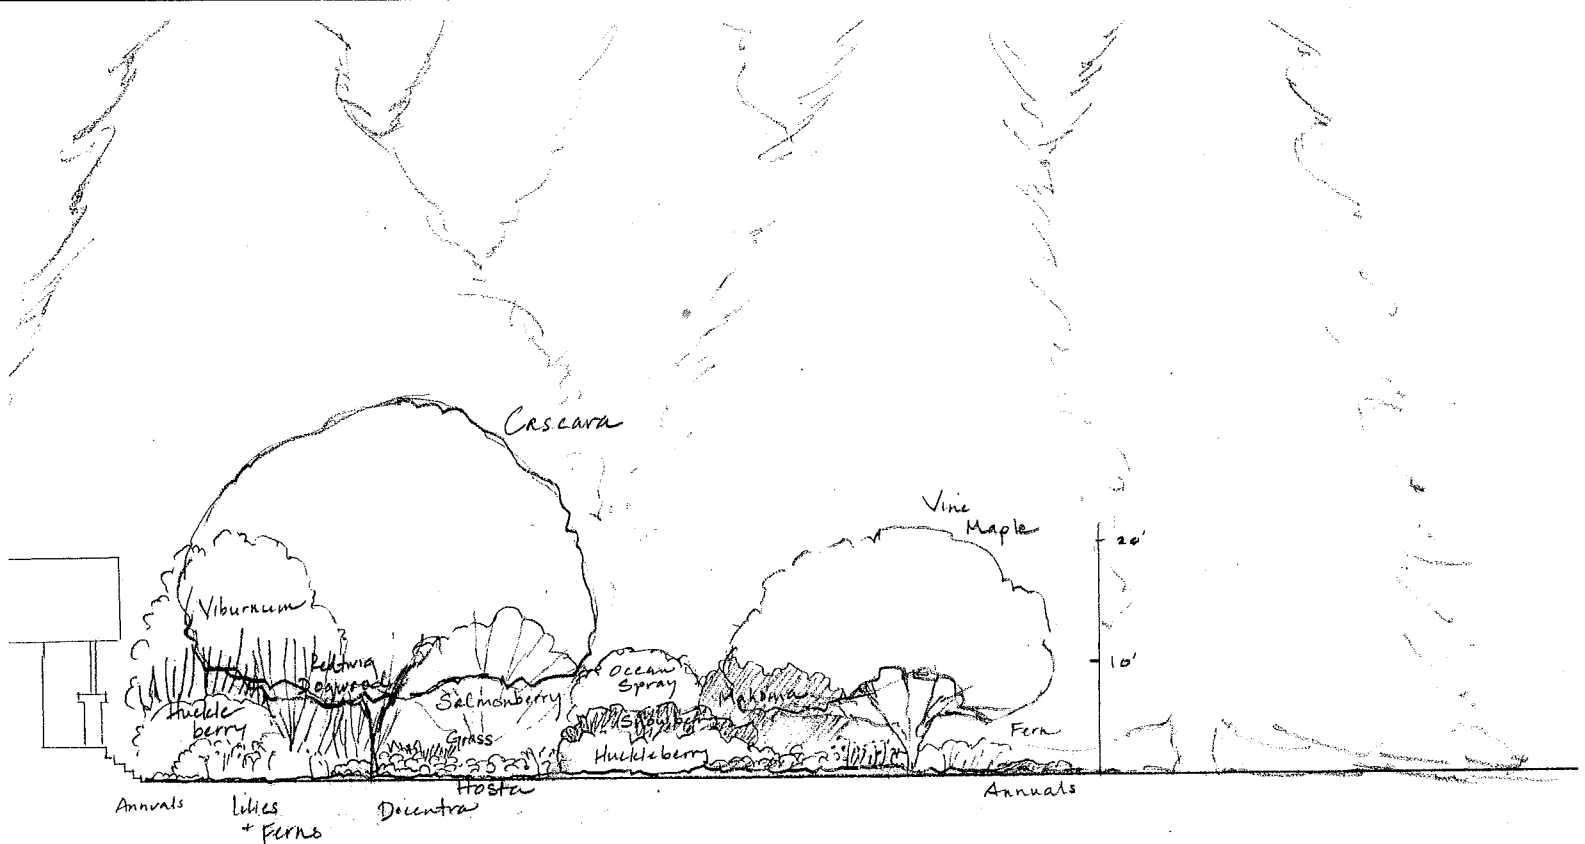 Cascara
Vine
Maple
20'
10'
Viburnum
Redtwig
Dogwood
Salmonberry
Ocean
Spray
Mahonia
Huckle
berry
Grass
Huckleberry
Fern
Annuals
Lilies
+ Ferns
Dicentra
Hosta
Annuals